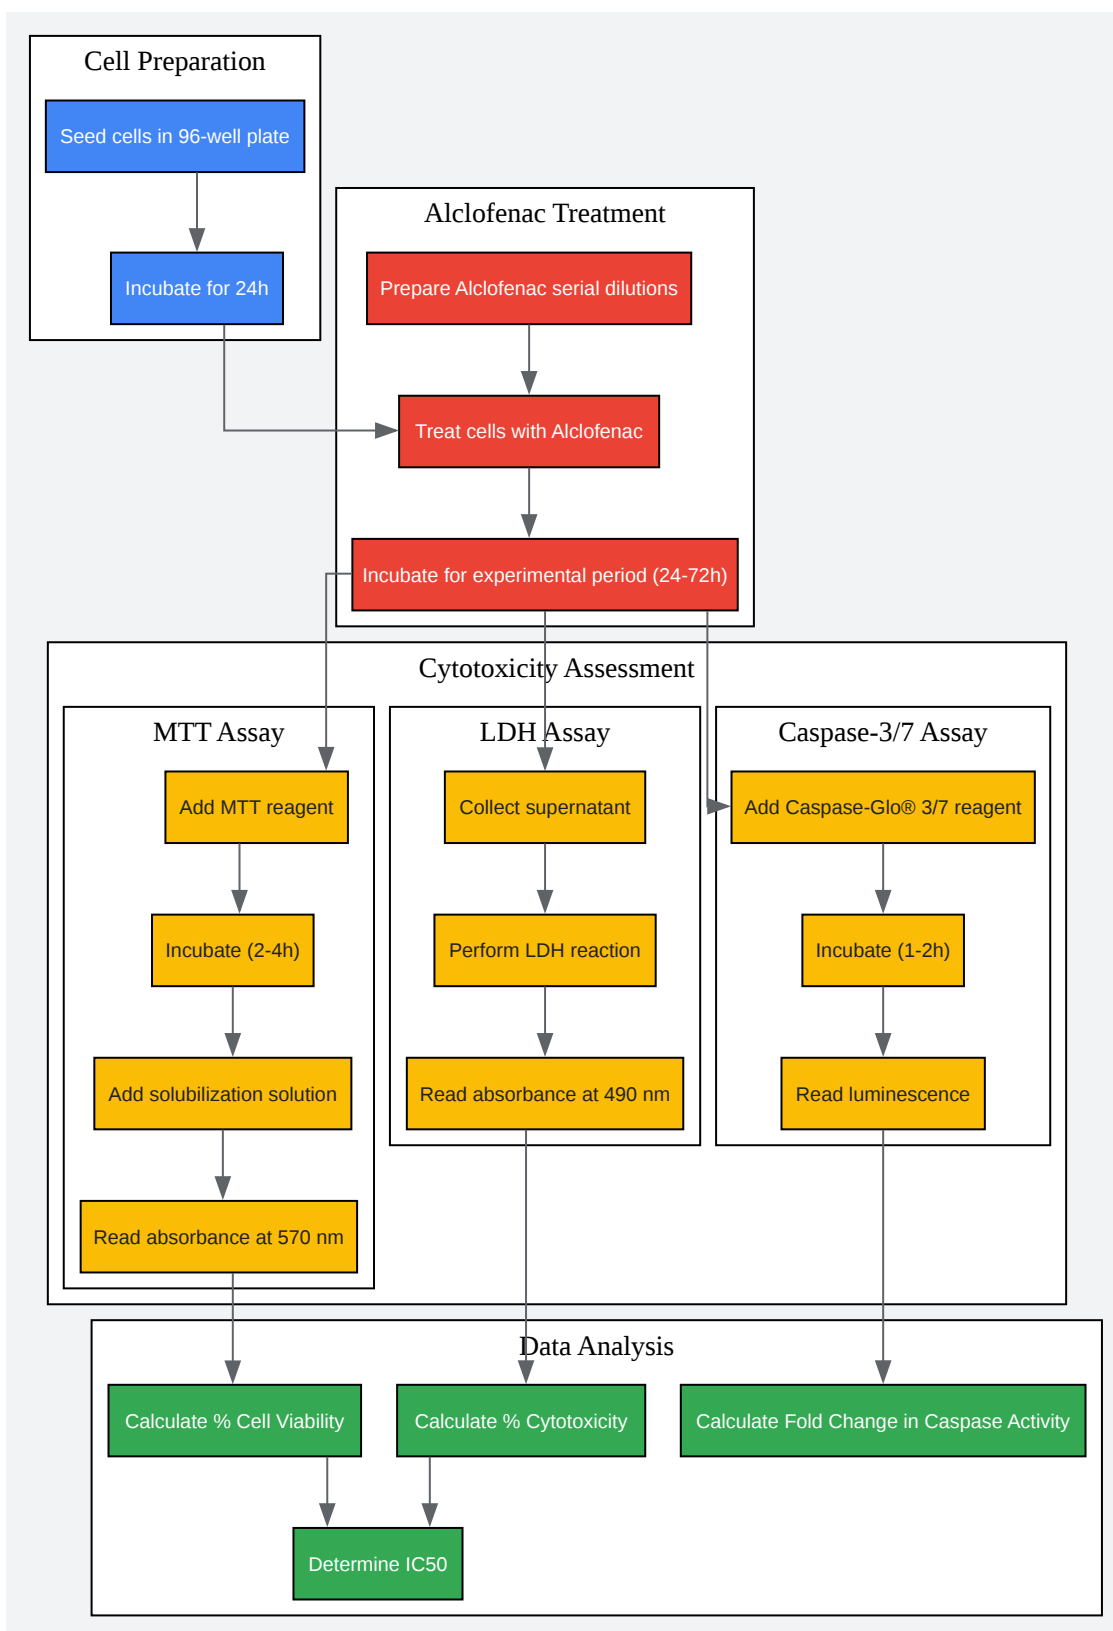 Cell Preparation
Seed cells in 96-well plate
Incubate for 24h
Alclofenac Treatment
Prepare Alclofenac serial dilutions
Treat cells with Alclofenac
Incubate for experimental period (24-72h)
Cytotoxicity Assessment
MTT Assay
Add MTT reagent
Incubate (2-4h)
Add solubilization solution
Read absorbance at 570 nm
LDH Assay
Collect supernatant
Perform LDH reaction
Read absorbance at 490 nm
Caspase-3/7 Assay
Add Caspase-Glo® 3/7 reagent
Incubate (1-2h)
Read luminescence
Data Analysis
Calculate % Cell Viability
Calculate % Cytotoxicity
Calculate Fold Change in Caspase Activity
Determine IC50